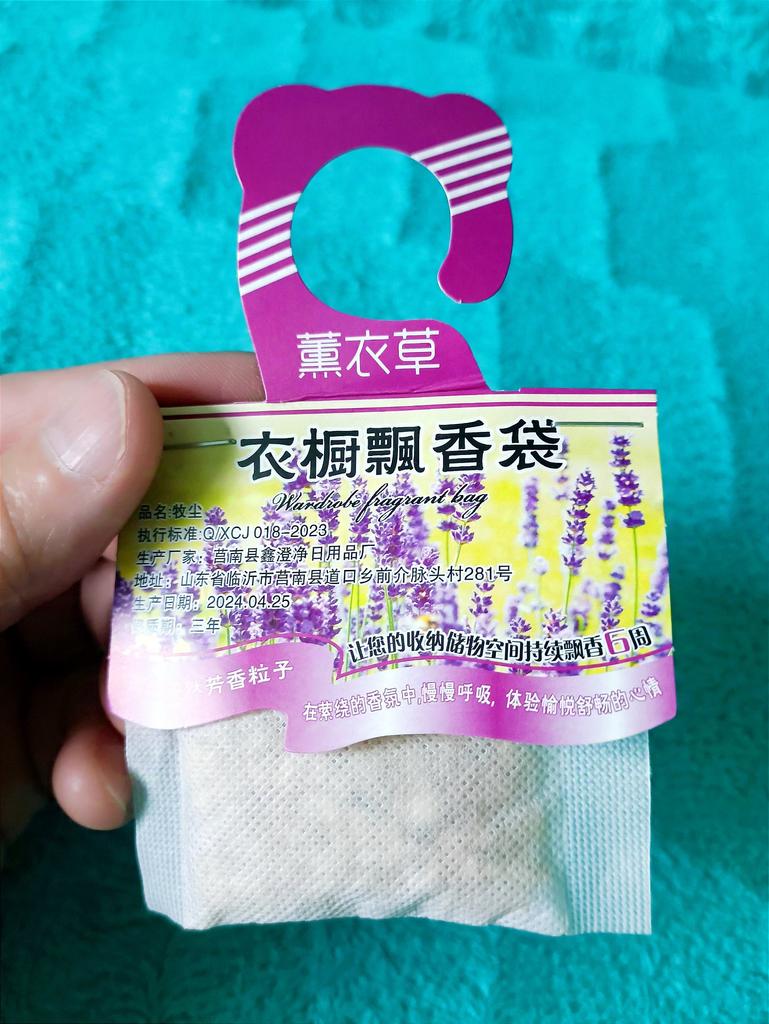 薰衣草
衣橱飘香袋
Wardrobe fragrant bag
品名:牧尘
执行标准:Q/XCJ 018-2023
生产厂家：莒南县鑫澄净日用品厂
地址：山东省临沂市莒南县道口乡前介脉头村281号
生产日期：2024.04.25
质期：三年
让您的收纳储物空间持续飘香6周
芳香粒子
在萦绕的香氛中,慢慢呼吸，体验愉悦舒畅的心情